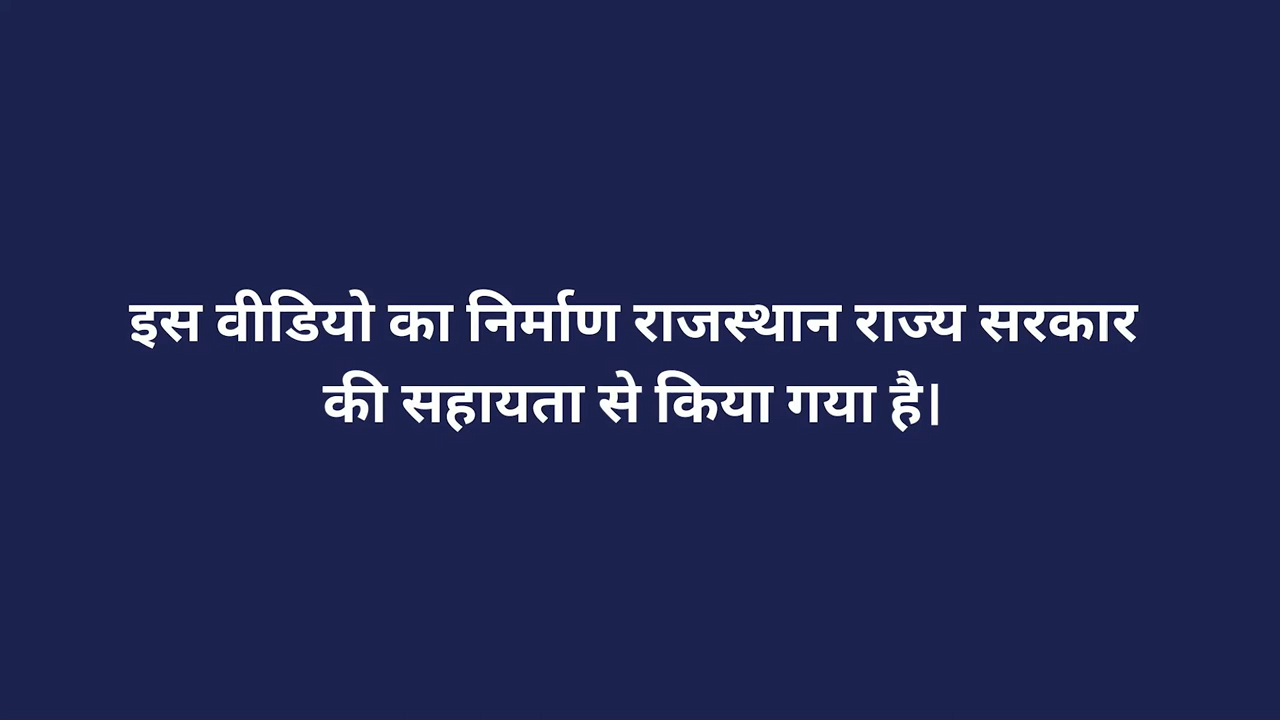 इस वीडियो का निर्माण राजस्थान राज्य सरकार
की सहायता से किया गया है।